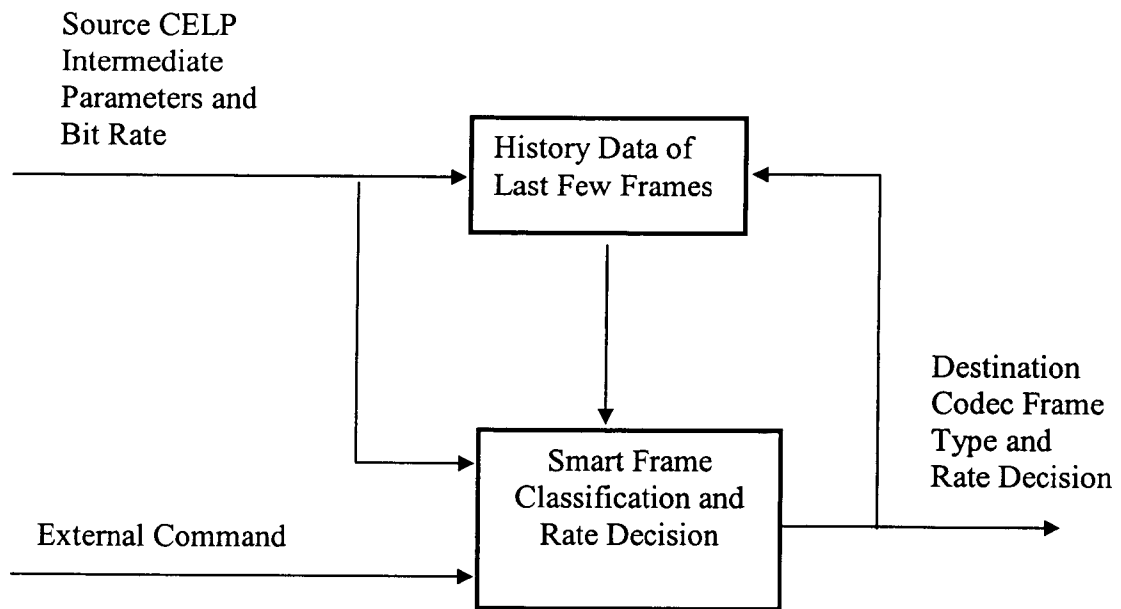 Source CELP
Intermediate
Parameters and
Bit Rate
History Data of
Last Few Frames
Destination
Codec Frame
Type and
Rate Decision
Smart Frame
Classification and
Rate Decision
External Command